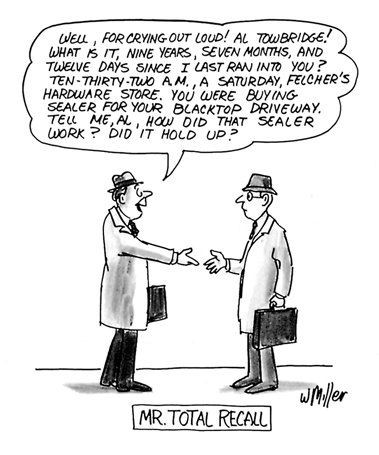 WELL, FOR CRYING OUT LOUD! AL TOWBRIDGE!
WHAT IS IT, NINE YEARS, SEVEN MONTHS, AND
TWELVE DAYS SINCE I LAST RAN INTO YOU?
TEN-THIRTY-TWO A.M., A SATURDAY, FELCHER'S
HARDWARE STORE. YOU WERE BUYING
SEALER FOR YOUR BLACKTOP DRIVEWAY.
TELL ME, AL, HOW DID THAT SEALER
WORK? DID IT HOLD UP?
WMiller
MR. TOTAL RECALL